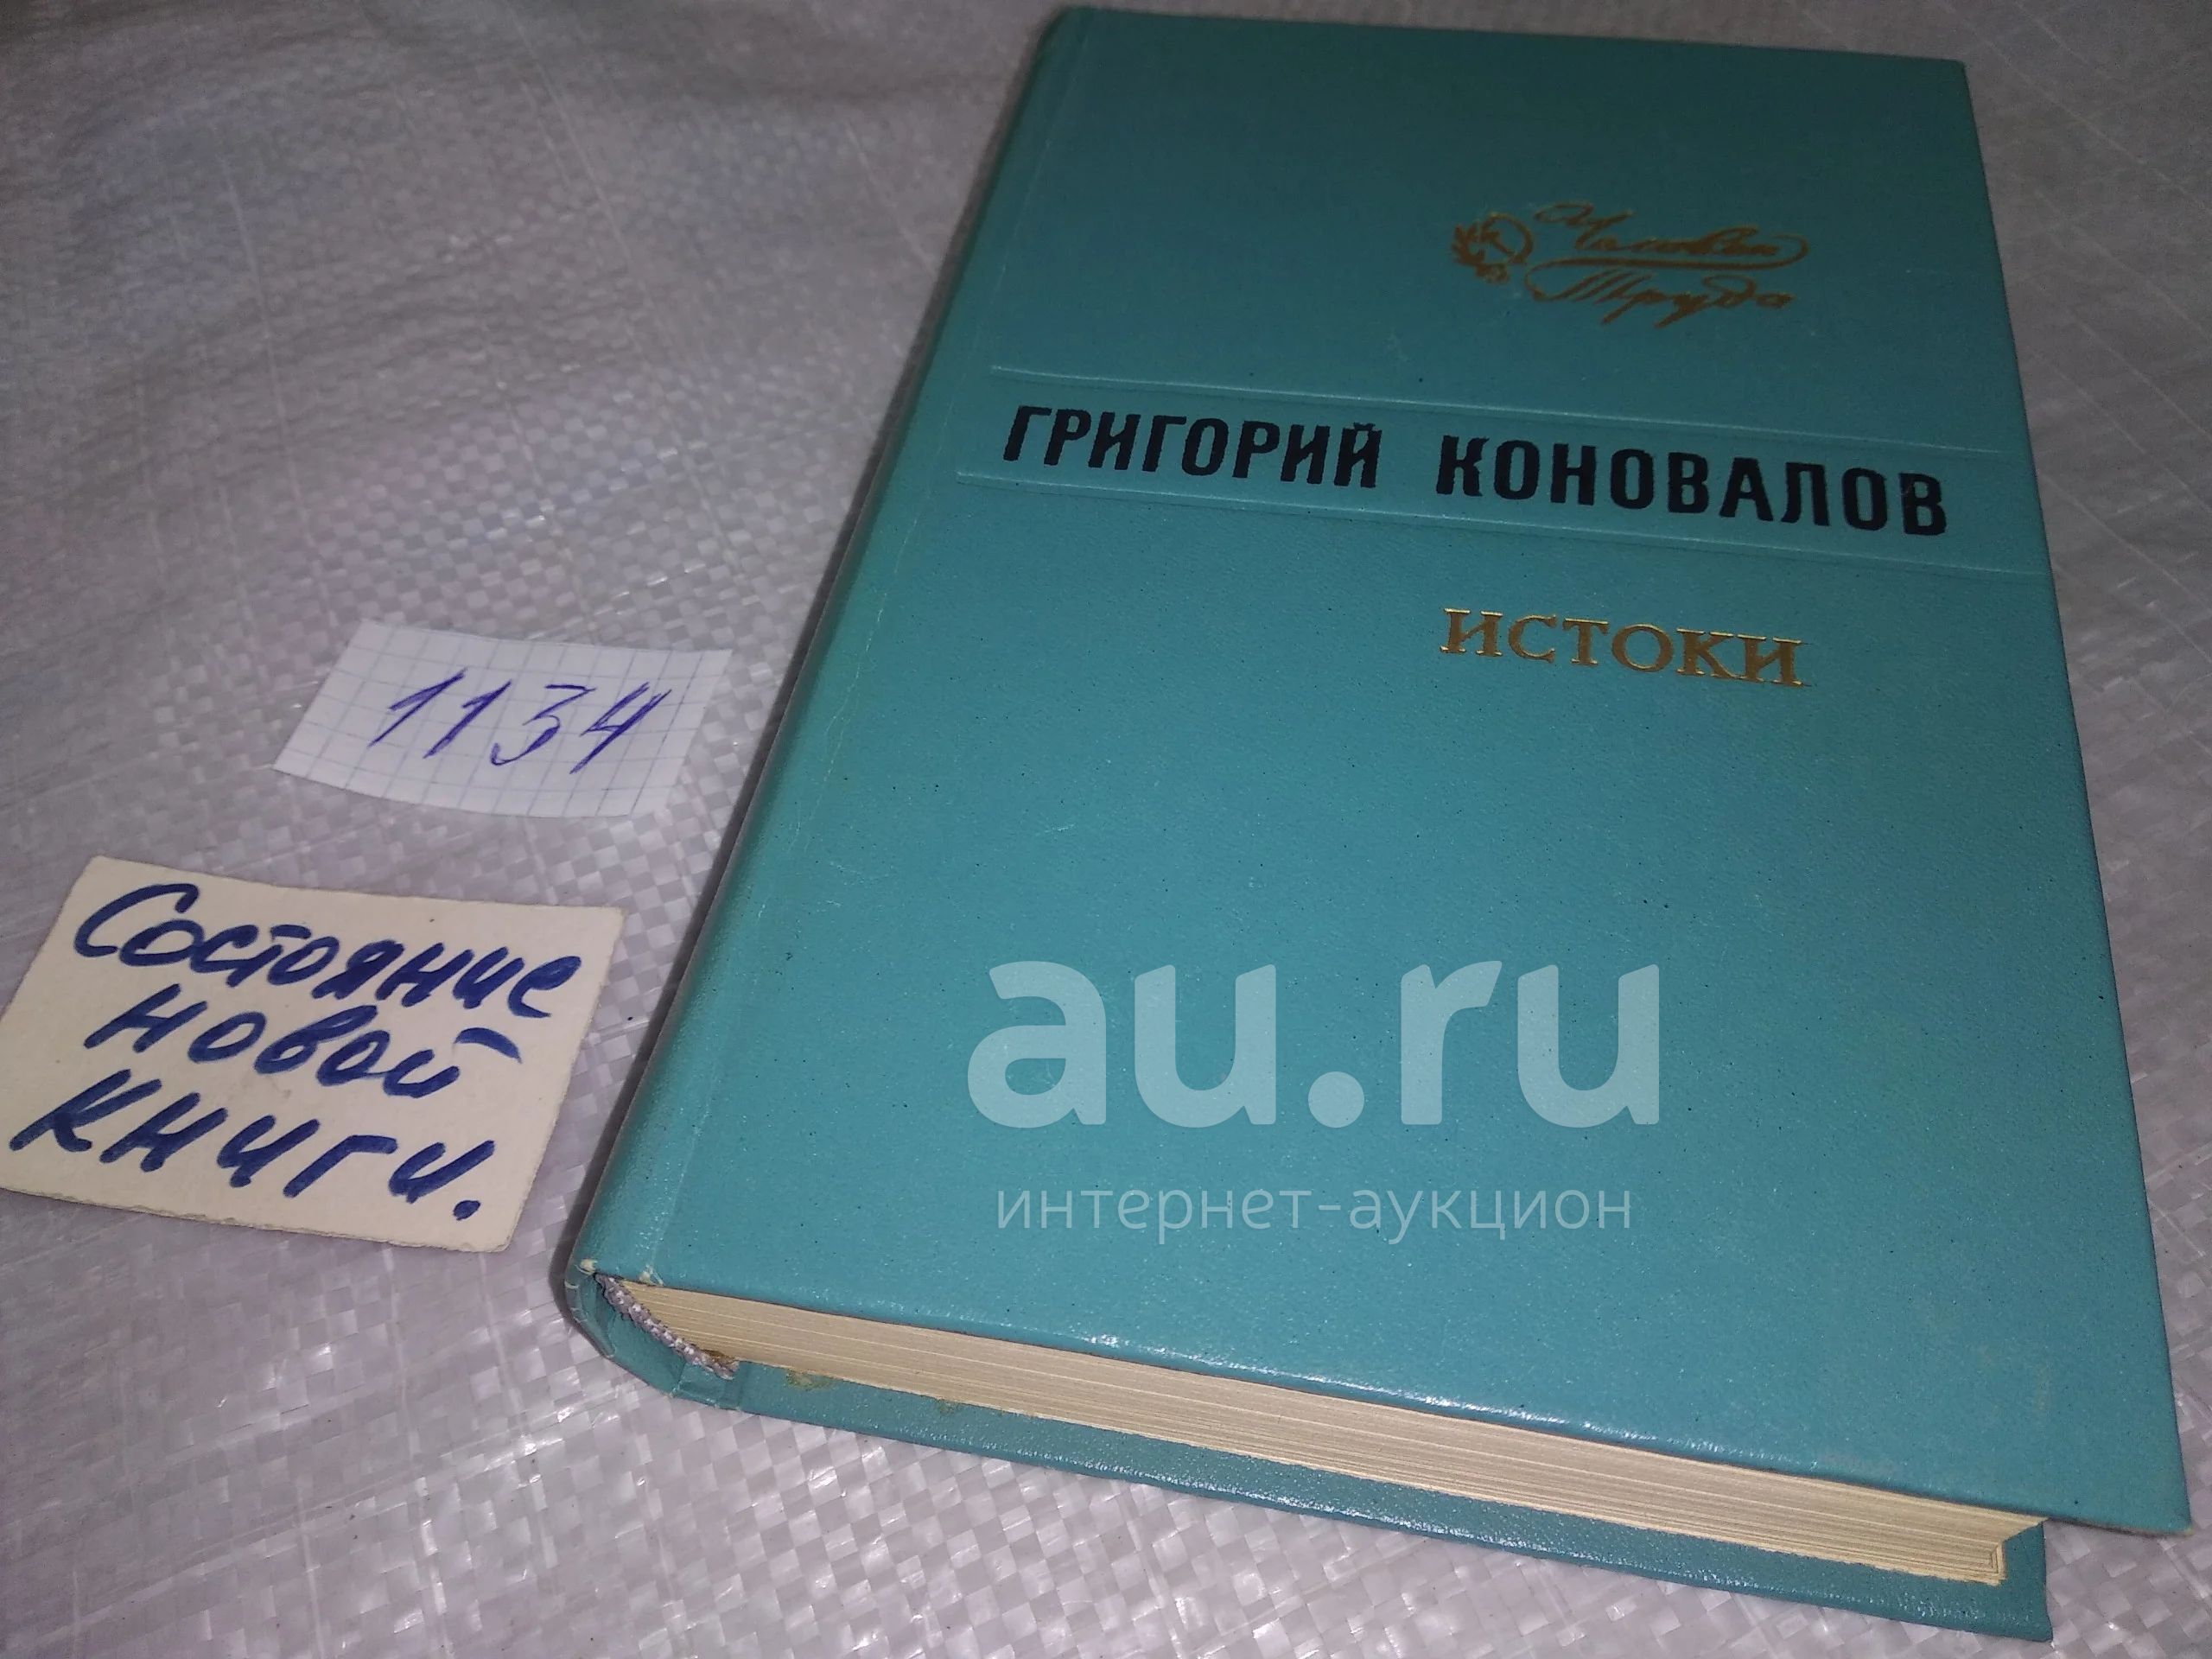 Человек
Труда
ГРИГОРИЙ КОНОВАЛОВ
ИСТОКИ
1134
Состояние
новой
книги.
au.ru
интернет-аукцион